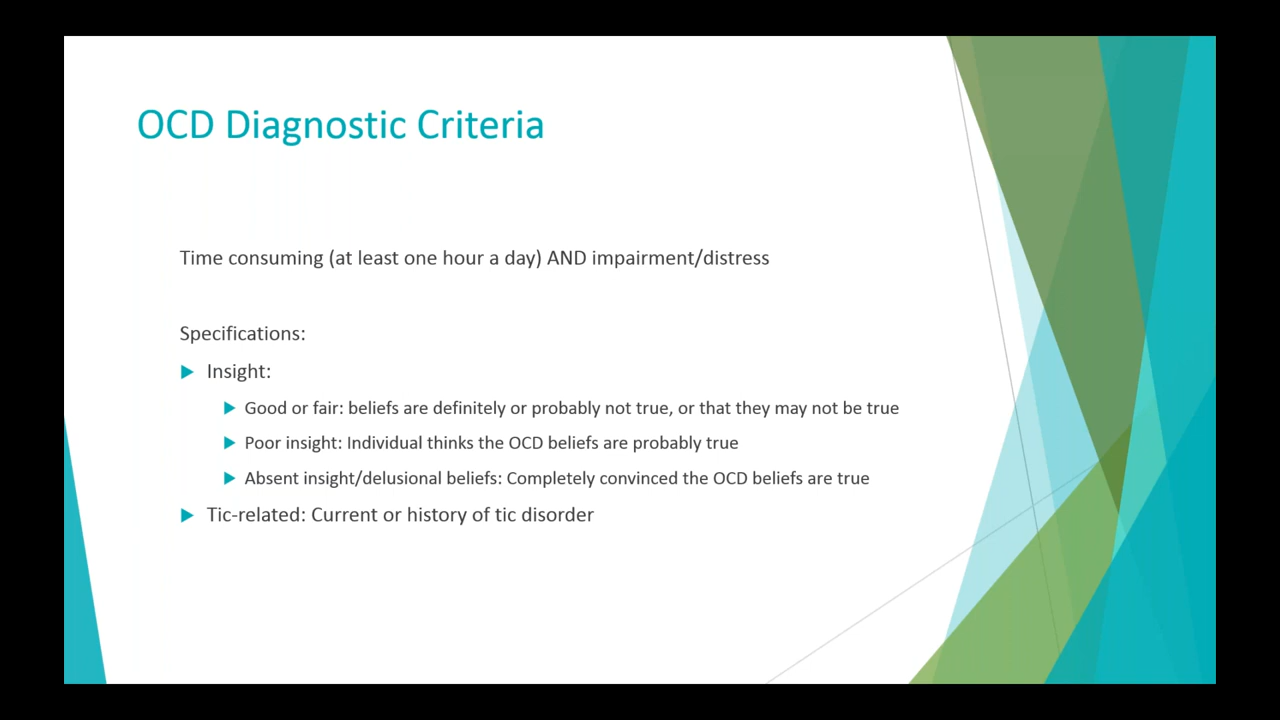 OCD Diagnostic Criteria
Time consuming (at least one hour a day) AND impairment/distress
Specifications:
Insight:
Good or fair: beliefs are definitely or probably not true, or that they may not be true
Poor insight: Individual thinks the OCD beliefs are probably true
Absent insight/delusional beliefs: Completely convinced the OCD beliefs are true
Tic-related: Current or history of tic disorder